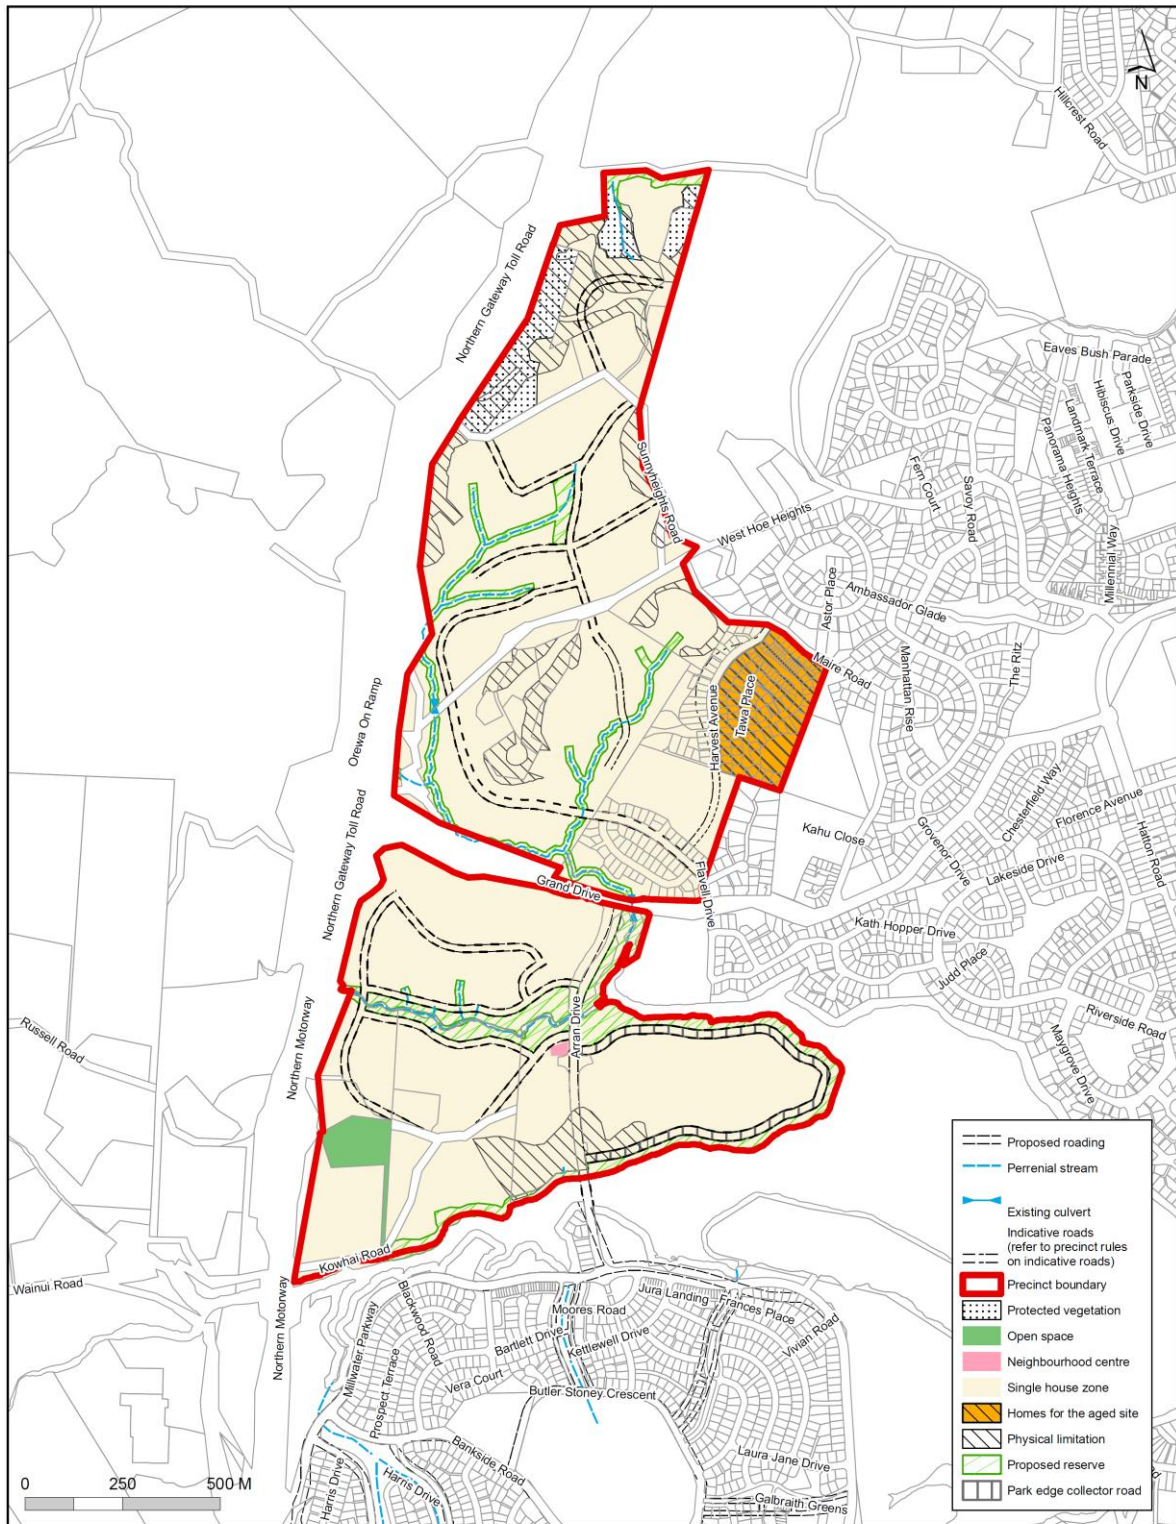 N
Hillcrest Road
Northern Gateway Toll Road
Eaves Bush Parade
Parkside Drive
Hibiscus Drive
Landmark Terrace
Panorama Heights
Sunnyheights Road
Fern Court
Savoy Road
West Hoe Heights
Millennial Way
Astor Place
Ambassador Glade
Maire Road
Manhattan Rise
The Ritz
Tawa Place
Harvest Avenue
Orewa On Ramp
Chesterfield Way
Florence Avenue
Northern Gateway Toll Road
Kahu Close
Grovenor Drive
Hatton Road
Lakeside Drive
Grand Drive
Flavell Drive
Kath Hopper Drive
Judd Place
Riverside Road
Russell Road
Northern Motorway
Arran Drive
Maygrove Drive
Kowhai Road
Wainui Road
Northern Motorway
Millwater Parkway
Blackwood Road
Prospect Terrace
Moores Road
Jura Landing
Frances Place
Bartlett Drive
Kettlewell Drive
Vivian Road
Vera Court
Butler Stoney Crescent
Bankside Road
Laura Jane Drive
Harris Drive
Harris Drive
Galbraith Greens
Proposed roading
Perrenial stream
Existing culvert
Indicative roads
(refer to precinct rules
on indicative roads)
Precinct boundary
Protected vegetation
Open space
Neighbourhood centre
Single house zone
Homes for the aged site
Physical limitation
Proposed reserve
Park edge collector road
0 250 500 M